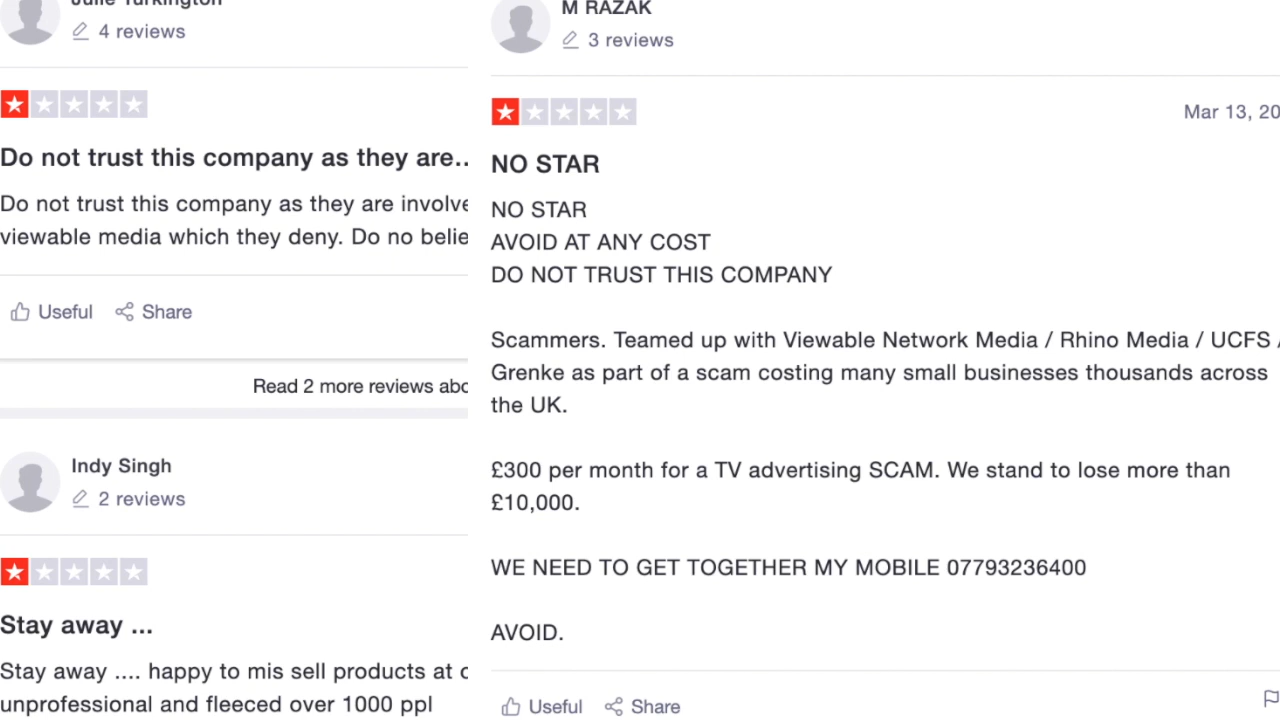 Julie Turkington
4 reviews
Do not trust this company as they are..
Do not trust this company as they are involve
viewable media which they deny. Do no belie
Useful Share
Read 2 more reviews abo
Indy Singh
2 reviews
Stay away ...
Stay away .... happy to mis sell products at c
unprofessional and fleeced over 1000 ppl
M RAZAK
3 reviews
Mar 13, 20
NO STAR
NO STAR
AVOID AT ANY COST
DO NOT TRUST THIS COMPANY
Scammers. Teamed up with Viewable Network Media / Rhino Media / UCFS /
Grenke as part of a scam costing many small businesses thousands across
the UK.
£300 per month for a TV advertising SCAM. We stand to lose more than
£10,000.
WE NEED TO GET TOGETHER MY MOBILE 07793236400
AVOID.
Useful Share